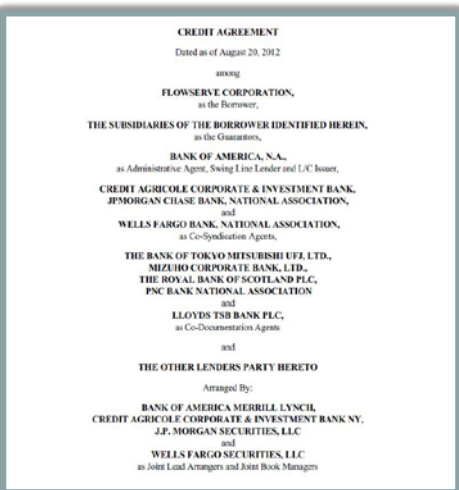 CREDIT AGREEMENT
Dated as of August 20, 2012
among
FLOWSERVE CORPORATION,
as the Borrower,
THE SUBSIDIARIES OF THE BORROWER IDENTIFIED HEREIN,
as the Guarantors,
BANK OF AMERICA, N.A.,
as Administrative Agent, Swing Line Lender and L/C Issuer,
CREDIT AGRICOLE CORPORATE & INVESTMENT BANK,
JPMORGAN CHASE BANK, NATIONAL ASSOCIATION,
and
WELLS FARGO BANK, NATIONAL ASSOCIATION,
as Co-Syndication Agents,
THE BANK OF TOKYO MITSUBISHI UFJ, LTD.,
MIZUHO CORPORATE BANK, LTD.,
THE ROYAL BANK OF SCOTLAND PLC,
PNC BANK NATIONAL ASSOCIATION
and
LLOYDS TSB BANK PLC,
as Co-Documentation Agents
and
THE OTHER LENDERS PARTY HERETO
Arranged By:
BANK OF AMERICA MERRILL LYNCH,
CREDIT AGRICOLE CORPORATE & INVESTMENT BANK NY,
J.P. MORGAN SECURITIES, LLC
and
WELLS FARGO SECURITIES, LLC
as Joint Lead Arrangers and Joint Book Managers